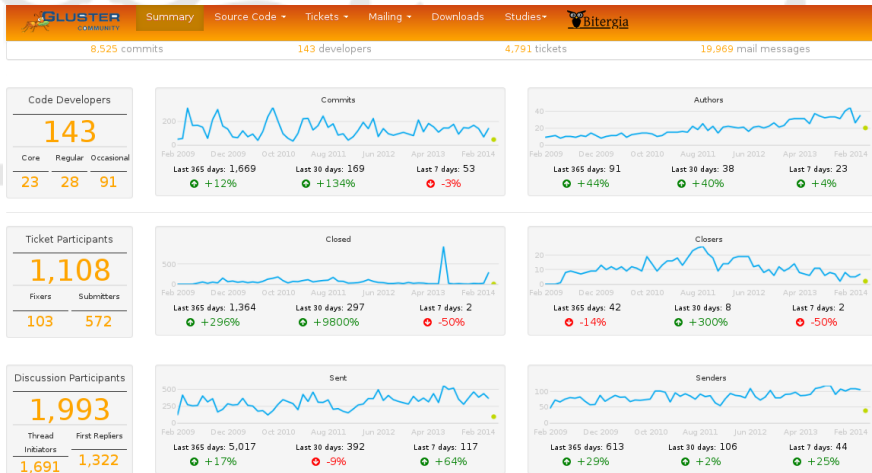 GLUSTER COMMUNITY Summary Source Code Tickets Mailing Downloads Studies Bitergia
8,525 commits 143 developers 4,791 tickets 19,969 mail messages
Code Developers
143
Core Regular Occasional
23 28 91
Commits
200
0
Feb 2009 Dec 2009 Oct 2010 Aug 2011 Jun 2012 Apr 2013 Feb 2014
Last 365 days: 1,669 Last 30 days: 169 Last 7 days: 53
+12% +134% -3%
Authors
40
20
0
Feb 2009 Dec 2009 Oct 2010 Aug 2011 Jun 2012 Apr 2013 Feb 2014
Last 365 days: 91 Last 30 days: 38 Last 7 days: 23
+44% +40% +4%
Ticket Participants
1,108
Fixers Submitters
103 572
Closed
500
0
Feb 2009 Dec 2009 Oct 2010 Aug 2011 Jun 2012 Apr 2013 Feb 2014
Last 365 days: 1,364 Last 30 days: 297 Last 7 days: 2
+296% +9800% -50%
Closers
20
10
0
Feb 2009 Dec 2009 Oct 2010 Aug 2011 Jun 2012 Apr 2013 Feb 2014
Last 365 days: 42 Last 30 days: 8 Last 7 days: 2
-14% +300% -50%
Discussion Participants
1,993
Thread Initiators First Repliers
1,691 1,322
Sent
500
250
0
Feb 2009 Dec 2009 Oct 2010 Aug 2011 Jun 2012 Apr 2013 Feb 2014
Last 365 days: 5,017 Last 30 days: 392 Last 7 days: 117
+17% -9% +64%
Senders
100
50
0
Feb 2009 Dec 2009 Oct 2010 Aug 2011 Jun 2012 Apr 2013 Feb 2014
Last 365 days: 613 Last 30 days: 106 Last 7 days: 44
+29% +2% +25%